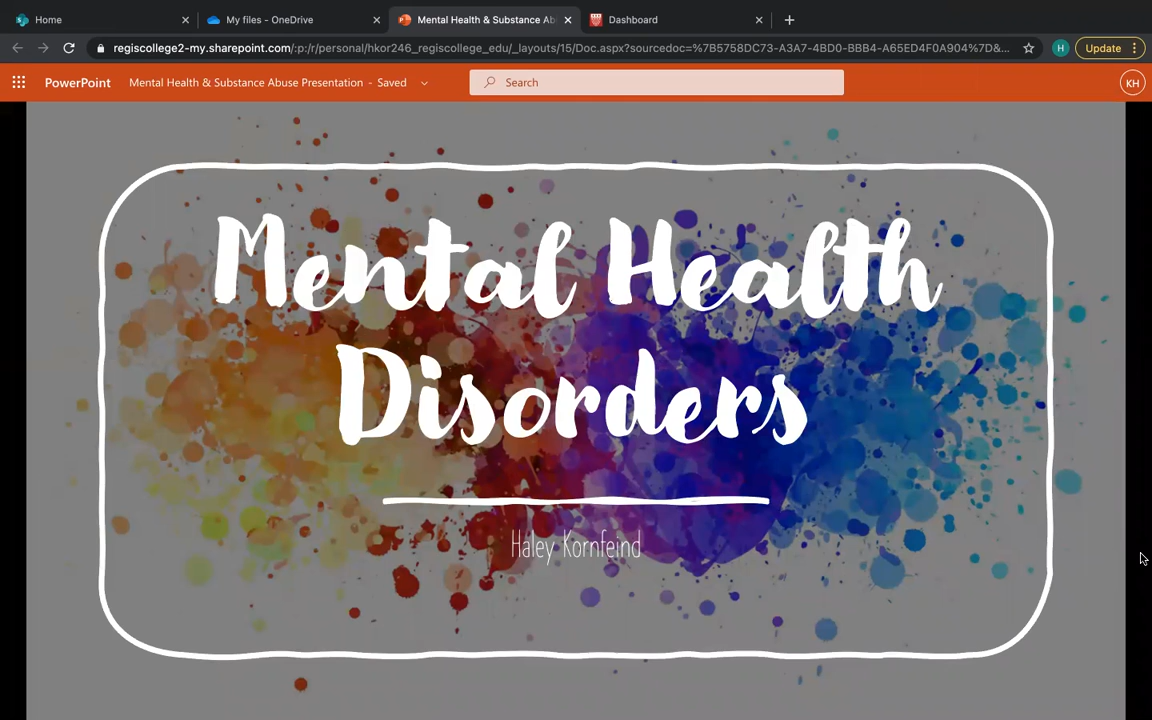 Home
My files - OneDrive
Mental Health & Substance Ab
Dashboard
regiscollege2-my.sharepoint.com/:p:/r/personal/hkor246_regiscollege_edu/_layouts/15/Doc.aspx?sourcedoc=%7B5758DC73-A3A7-4BD0-BBB4-A65ED4F0A904%7D&...
H
Update
PowerPoint
Mental Health & Substance Abuse Presentation - Saved
Search
KH
Mental Health
Disorders
Haley Kornfeind